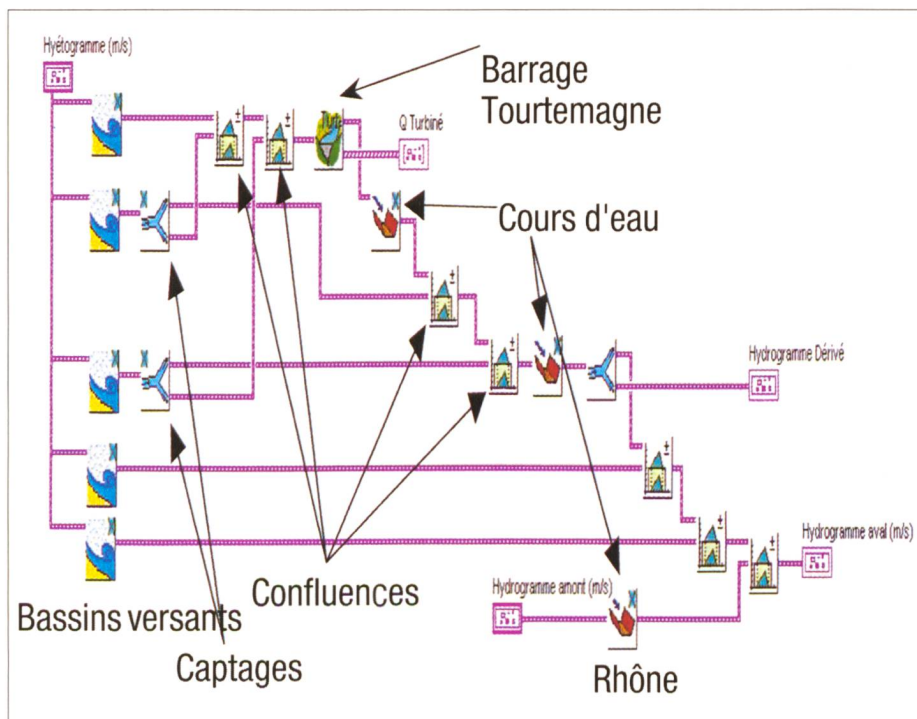 Hyétogramme (m/s)
Barrage
Tourtemagne
Q Turbiné
Cours d'eau
Hydrogramme Dérivé
Hydrogramme aval (m/s)
Hydrogramme amont (m/s)
Confluences
Bassins versants
Captages
Rhône